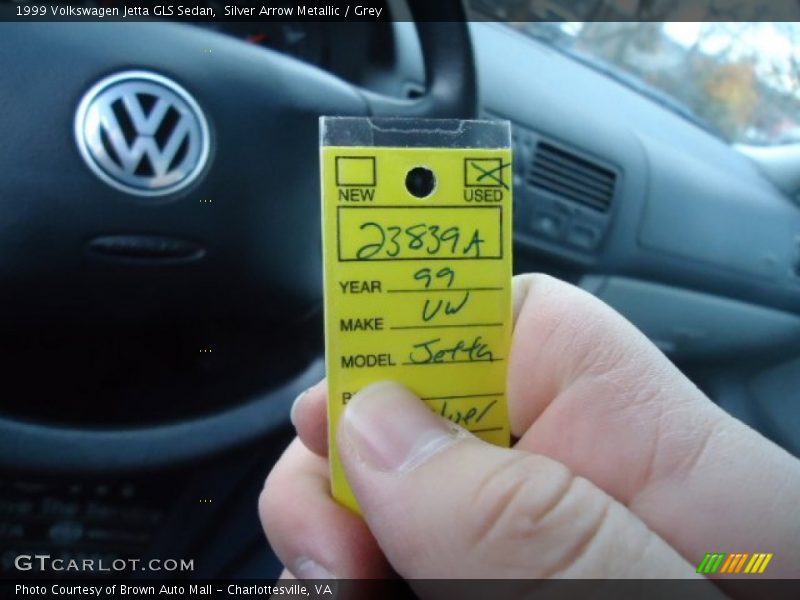 1999 Volkswagen Jetta GLS Sedan,  Silver Arrow Metallic / Grey
NEW USED
23839A
YEAR 99
MAKE VW
MODEL Jetta
GTCARLOT.COM
Photo Courtesy of Brown Auto Mall - Charlottesville, VA